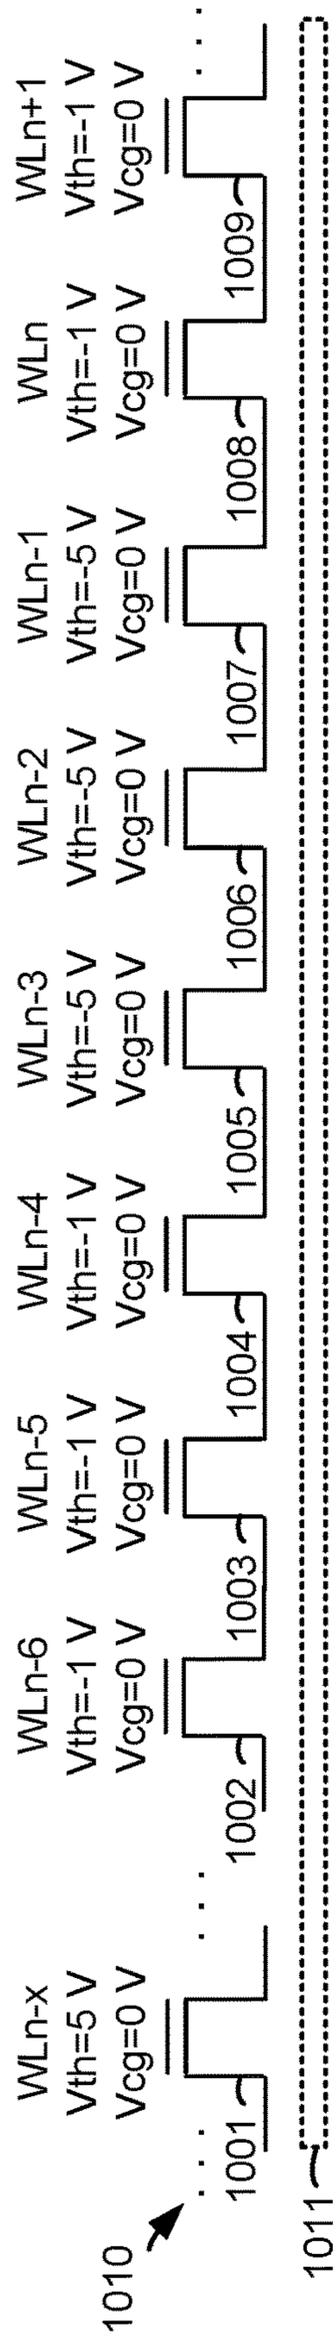 WLn-x WLn-6 WLn-5 WLn-4 WLn-3 WLn-2 WLn-1 WLn WLn+1
Vth=5 V Vth=-1 V Vth=-1 V Vth=-1 V Vth=-5 V Vth=-5 V Vth=-5 V Vth=-1 V Vth=-1 V
Vcg=0 V Vcg=0 V Vcg=0 V Vcg=0 V Vcg=0 V Vcg=0 V Vcg=0 V Vcg=0 V Vcg=0 V
1010 . . . . . . . . .
1001 1002 1003 1004 1005 1006 1007 1008 1009
1011